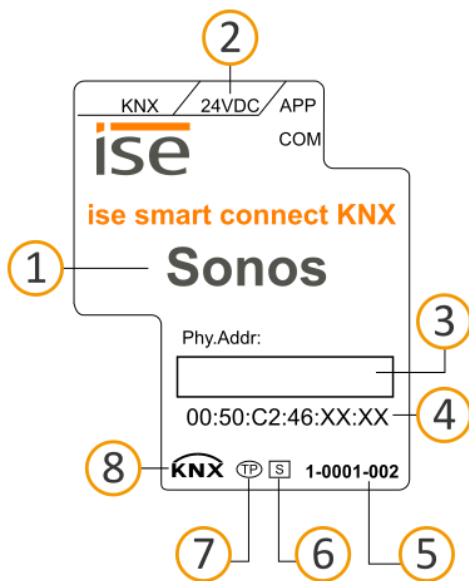 2
KNX 24VDC APP
ise COM
ise smart connect KNX
1 Sonos
3
Phy.Addr:
00:50:C2:46:XX:XX 4
8 KNX TP S 1-0001-002
7 6 5